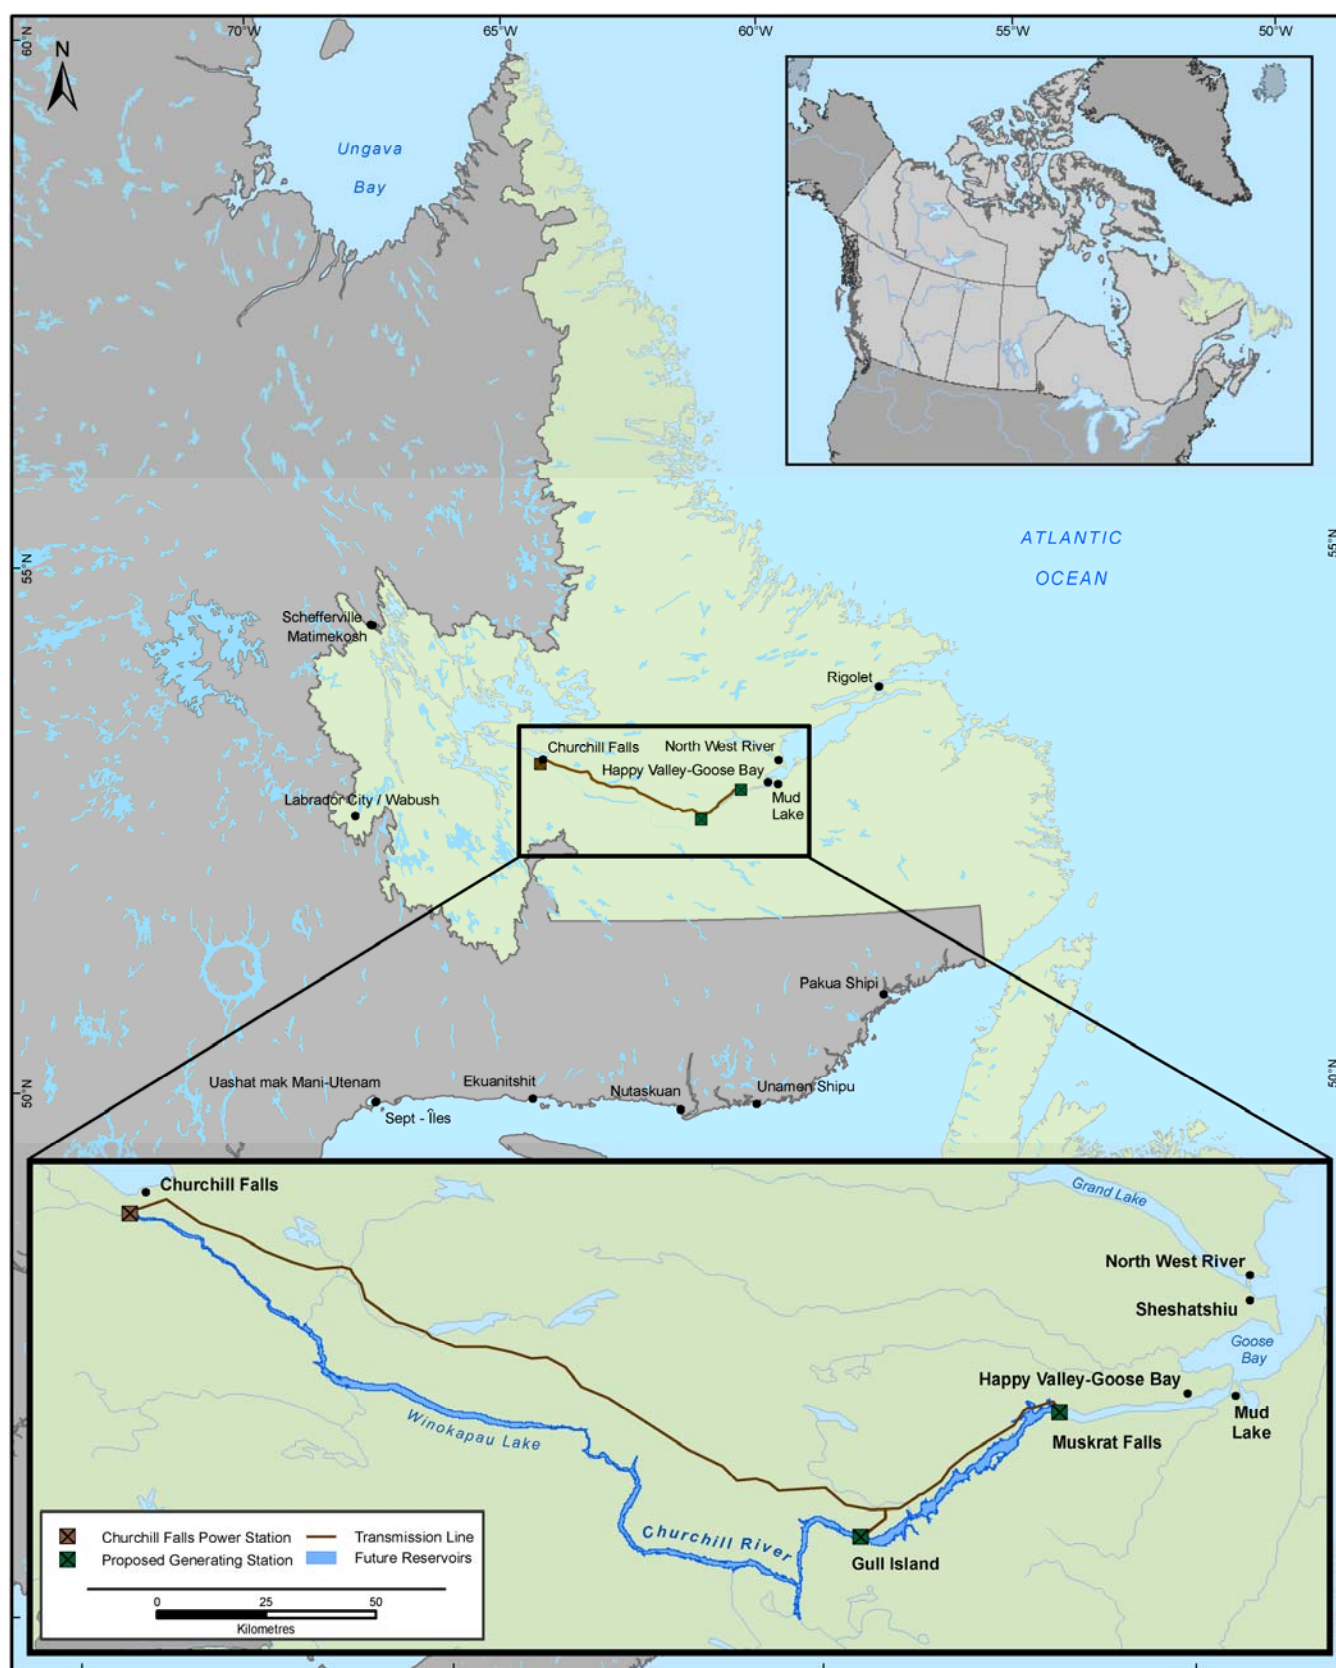 70°W 65°W 60°W 55°W 50°W
60°N
N
Ungava
Bay
ATLANTIC
OCEAN
55°N
55°N
Schefferville
Matimekosh
Rigolet
Churchill Falls
North West River
Happy Valley-Goose Bay
Mud
Lake
Labrador City / Wabush
Pakua Shipi
50°N
50°N
Uashat mak Mani-Utenam
Ekuanitshit
Nutaskuan
Unamen Shipu
Sept - Îles
Churchill Falls
Grand Lake
North West River
Sheshatshiu
Goose
Bay
Happy Valley-Goose Bay
Mud
Lake
Muskrat Falls
Winokapau Lake
Churchill River
Gull Island
Churchill Falls Power Station
Transmission Line
Proposed Generating Station
Future Reservoirs
0 25 50
Kilometres